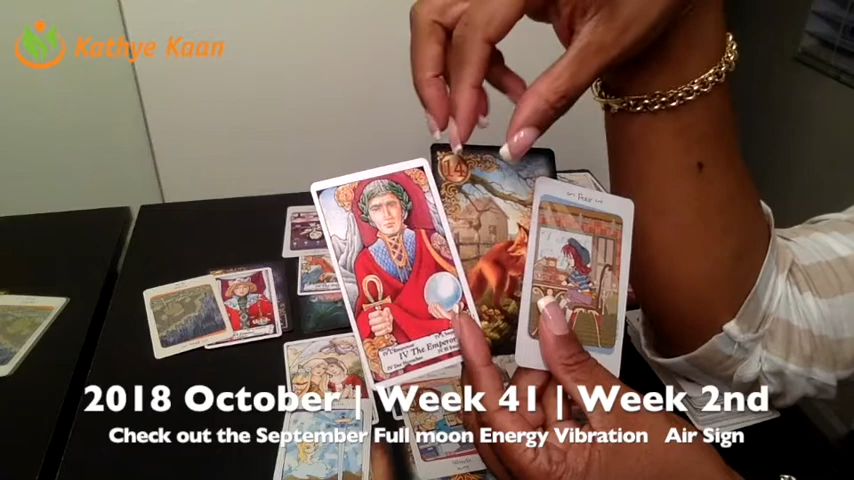 Kathye Kaan
14
IV The Emperor
2018 October | Week 41 | Week 2nd
Check out the September Full moon Energy Vibration Air Sign